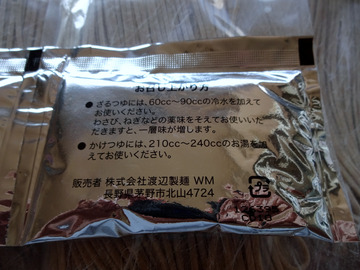 お召し上がり方
●ざるつゆには、60cc〜90ccの冷水を加えて
お使いください。
わさび、ねぎなどの薬味をそえてお使いいた
だきますと、一層味が増します。
●かけつゆには、210cc〜240ccのお湯を加え
てお使いください。
販売者 株式会社渡辺製麺 WM
長野県茅野市北山4724